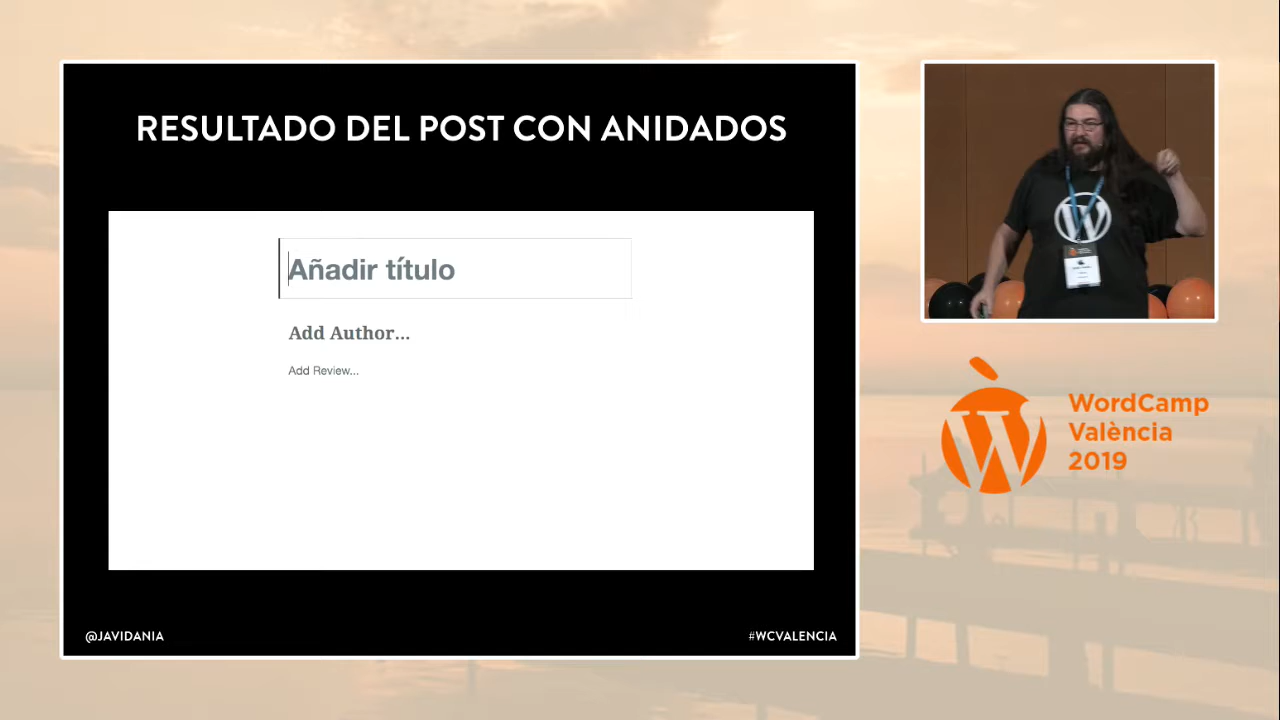 RESULTADO DEL POST CON ANIDADOS
Añadir título
Add Author...
Add Review...
@JAVIDANIA
#WCVALENCIA
WordCamp
València
2019